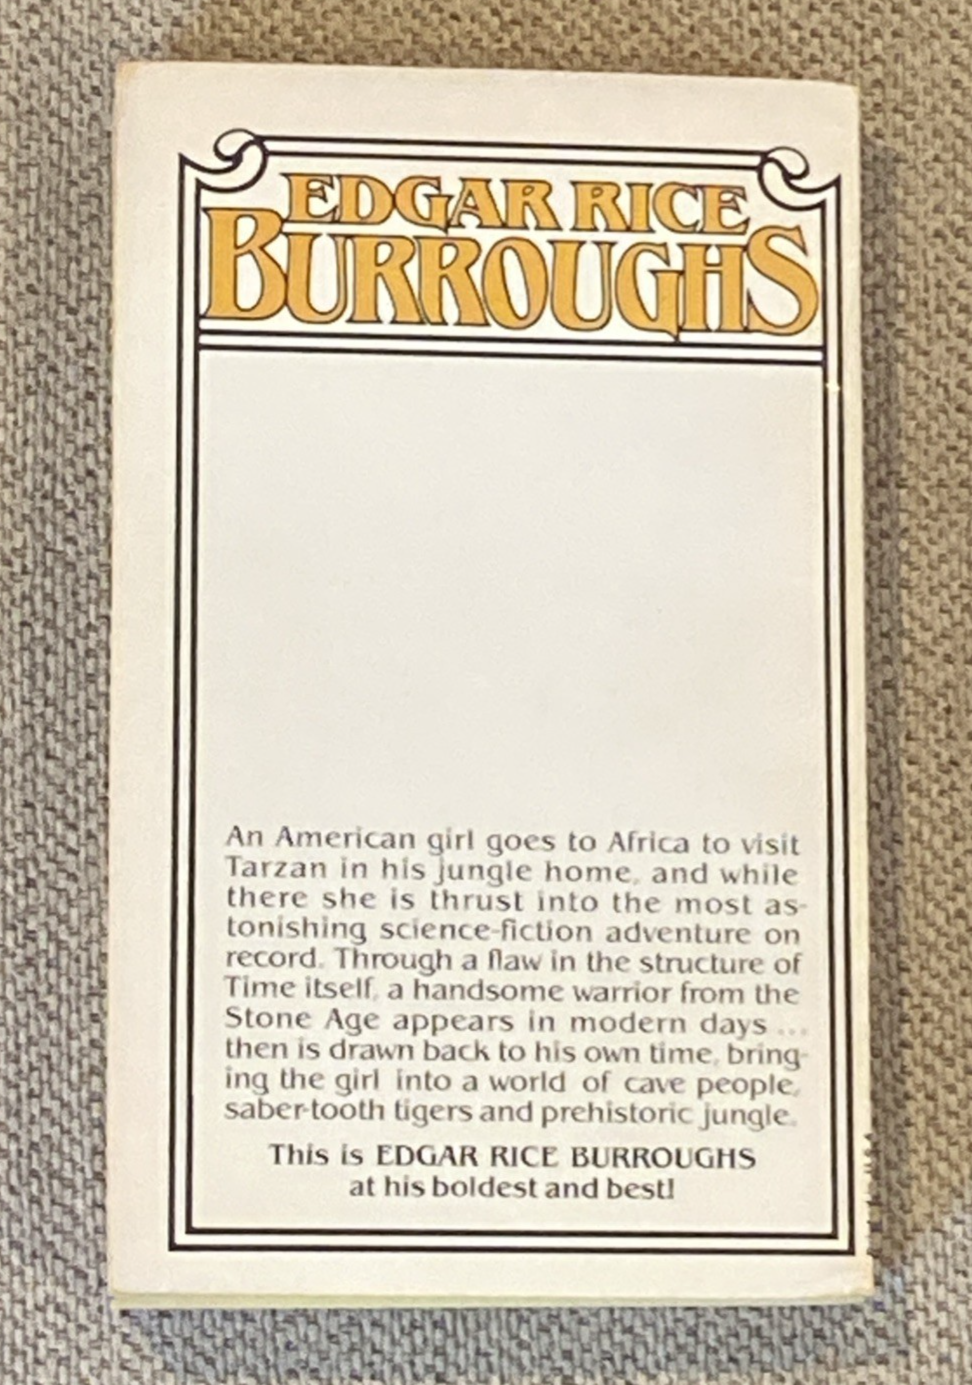 EDGAR RICE
BURROUGHS
An American girl goes to Africa to visit
Tarzan in his jungle home, and while
there she is thrust into the most as-
tonishing science-fiction adventure on
record. Through a flaw in the structure of
Time itself, a handsome warrior from the
Stone Age appears in modern days ...
then is drawn back to his own time, bring-
ing the girl into a world of cave people,
saber-tooth tigers and prehistoric jungle.
This is EDGAR RICE BURROUGHS
at his boldest and best!